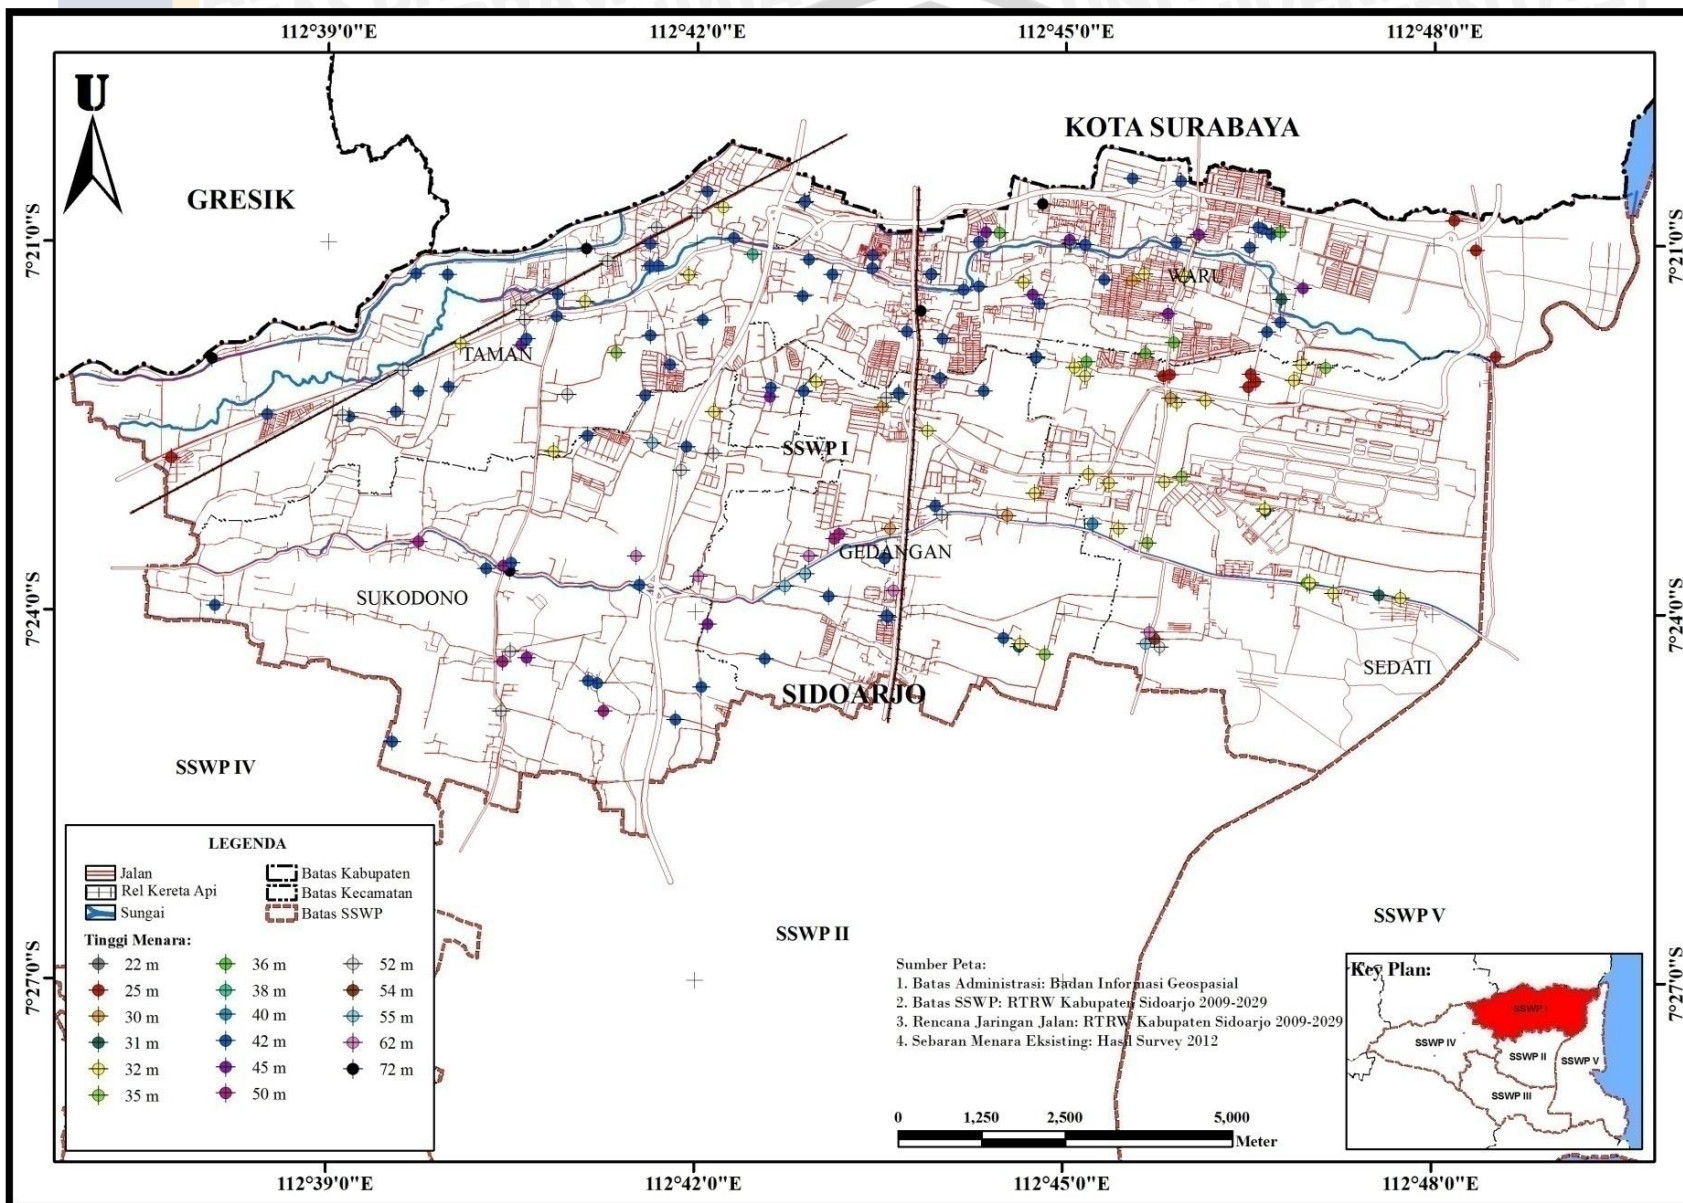 112°39'0"E
112°42'0"E
112°45'0"E
112°48'0"E
U
KOTA SURABAYA
GRESIK
7°21'0"S
7°21'0"S
WARU
TAMAN
SSWP I
GEDANGAN
SUKODONO
7°24'0"S
7°24'0"S
SEDATI
SIDOARJO
SSWP IV
LEGENDA
Jalan
Rel Kereta Api
Sungai
Batas Kabupaten
Batas Kecamatan
Batas SSWP
Tinggi Menara:
22 m
25 m
30 m
31 m
32 m
35 m
36 m
38 m
40 m
42 m
45 m
50 m
52 m
54 m
55 m
62 m
72 m
SSWP V
SSWP II
7°27'0"S
7°27'0"S
Sumber Peta:
1. Batas Administrasi: Badan Informasi Geospasial
2. Batas SSWP: RTRW Kabupaten Sidoarjo 2009-2029
3. Rencana Jaringan Jalan: RTRW Kabupaten Sidoarjo 2009-2029
4. Sebaran Menara Eksisting: Hasil Survey 2012
0 1,250 2,500 5,000
Meter
Key Plan:
SSWP I
SSWP IV
SSWP II
SSWP V
SSWP III
112°39'0"E
112°42'0"E
112°45'0"E
112°48'0"E